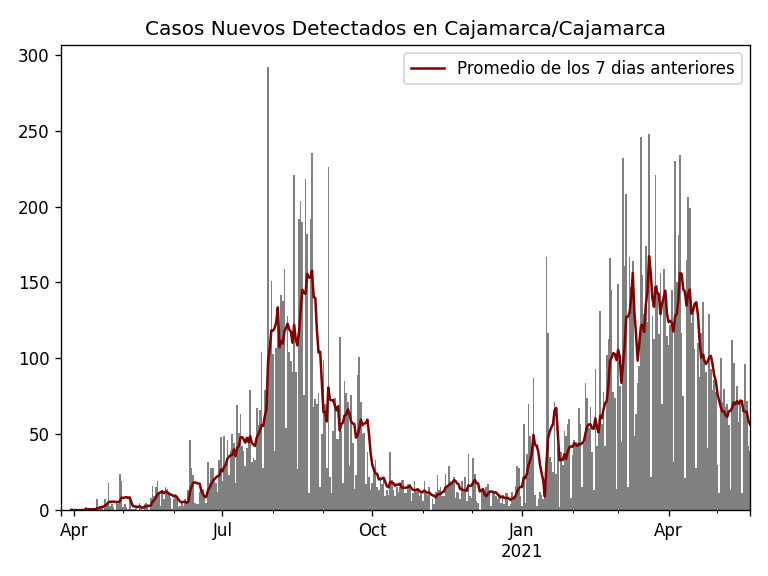 Casos Nuevos Detectados en Cajamarca/Cajamarca
Promedio de los 7 dias anteriores
300
250
200
150
100
50
0
Apr Jul Oct Jan Apr
2021